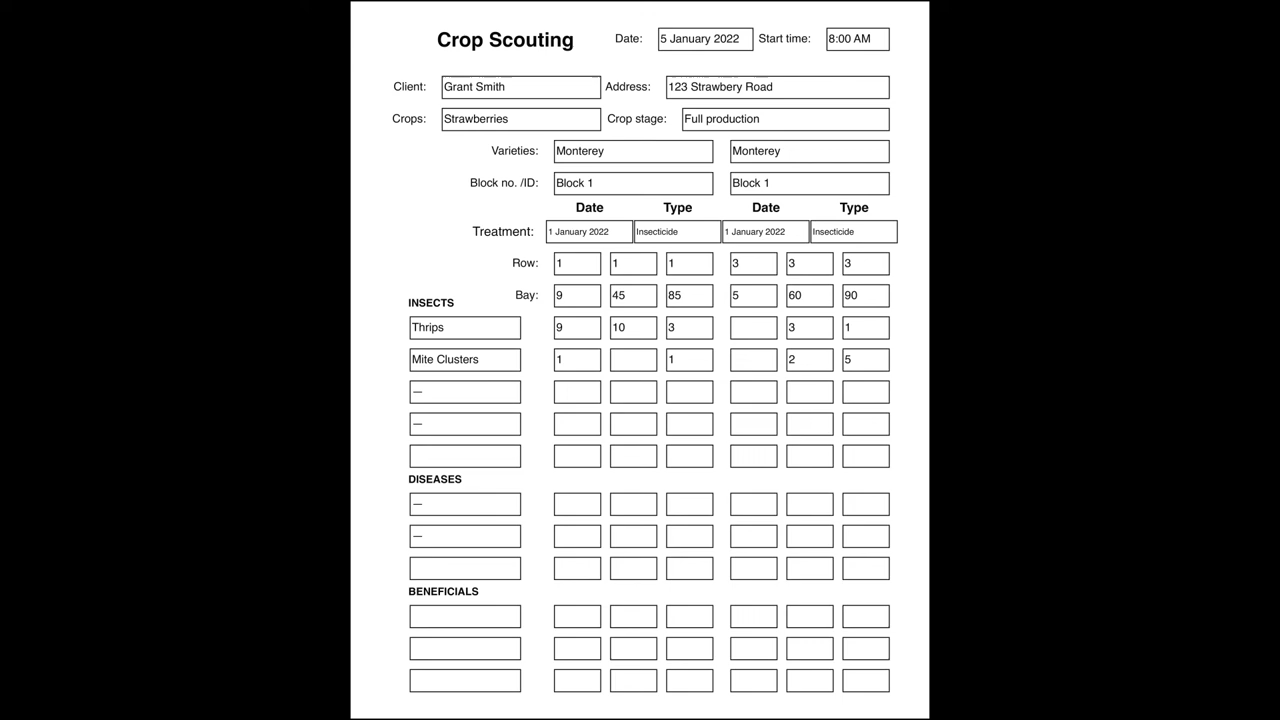 Crop Scouting Date: 5 January 2022 Start time: 8:00 AM
Client: Grant Smith Address: 123 Strawbery Road
Crops: Strawberries Crop stage: Full production
Varieties: Monterey Monterey
Block no. /ID: Block 1 Block 1
Date Type Date Type
Treatment: 1 January 2022 Insecticide 1 January 2022 Insecticide
Row: 1 1 1 3 3 3
Bay: 9 45 85 5 60 90
INSECTS
Thrips 9 10 3 3 1
Mite Clusters 1 1 2 5
—
—
DISEASES
—
—
BENEFICIALS